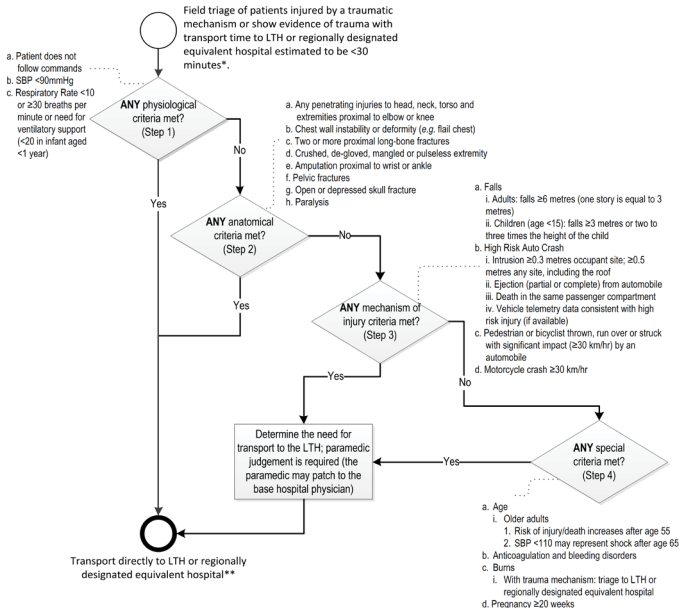 Field triage of patients injured by a traumatic
mechanism or show evidence of trauma with
transport time to LTH or regionally designated
equivalent hospital estimated to be <30
minutes*.
a. Patient does not
follow commands
b. SBP <90mmHg
c. Respiratory Rate <10
or ≥30 breaths per
minute or need for
ventilatory support
(<20 in infant aged
<1 year)
ANY physiological
criteria met?
(Step 1)
No
Yes
a. Any penetrating injuries to head, neck, torso and
extremities proximal to elbow or knee
b. Chest wall instability or deformity (e.g. flail chest)
c. Two or more proximal long-bone fractures
d. Crushed, de-gloved, mangled or pulseless extremity
e. Amputation proximal to wrist or ankle
f. Pelvic fractures
g. Open or depressed skull fracture
h. Paralysis
ANY anatomical
criteria met?
(Step 2)
No
Yes
a. Falls
i. Adults: falls ≥6 metres (one story is equal to 3
metres)
ii. Children (age <15): falls ≥3 metres or two to
three times the height of the child
b. High Risk Auto Crash
i. Intrusion ≥0.3 metres occupant site; ≥0.5
metres any site, including the roof
ii. Ejection (partial or complete) from automobile
iii. Death in the same passenger compartment
iv. Vehicle telemetry data consistent with high
risk injury (if available)
c. Pedestrian or bicyclist thrown, run over or struck
with significant impact (≥30 km/hr) by an
automobile
d. Motorcycle crash ≥30 km/hr
ANY mechanism of
injury criteria met?
(Step 3)
Yes
No
Determine the need for
transport to the LTH; paramedic
judgement is required (the
paramedic may patch to the
base hospital physician)
Yes
ANY special
criteria met?
(Step 4)
a. Age
i. Older adults
1. Risk of injury/death increases after age 55
2. SBP <110 may represent shock after age 65
b. Anticoagulation and bleeding disorders
c. Burns
i. With trauma mechanism: triage to LTH or
regionally designated equivalent hospital
d. Pregnancy ≥20 weeks
Transport directly to LTH or regionally
designated equivalent hospital**